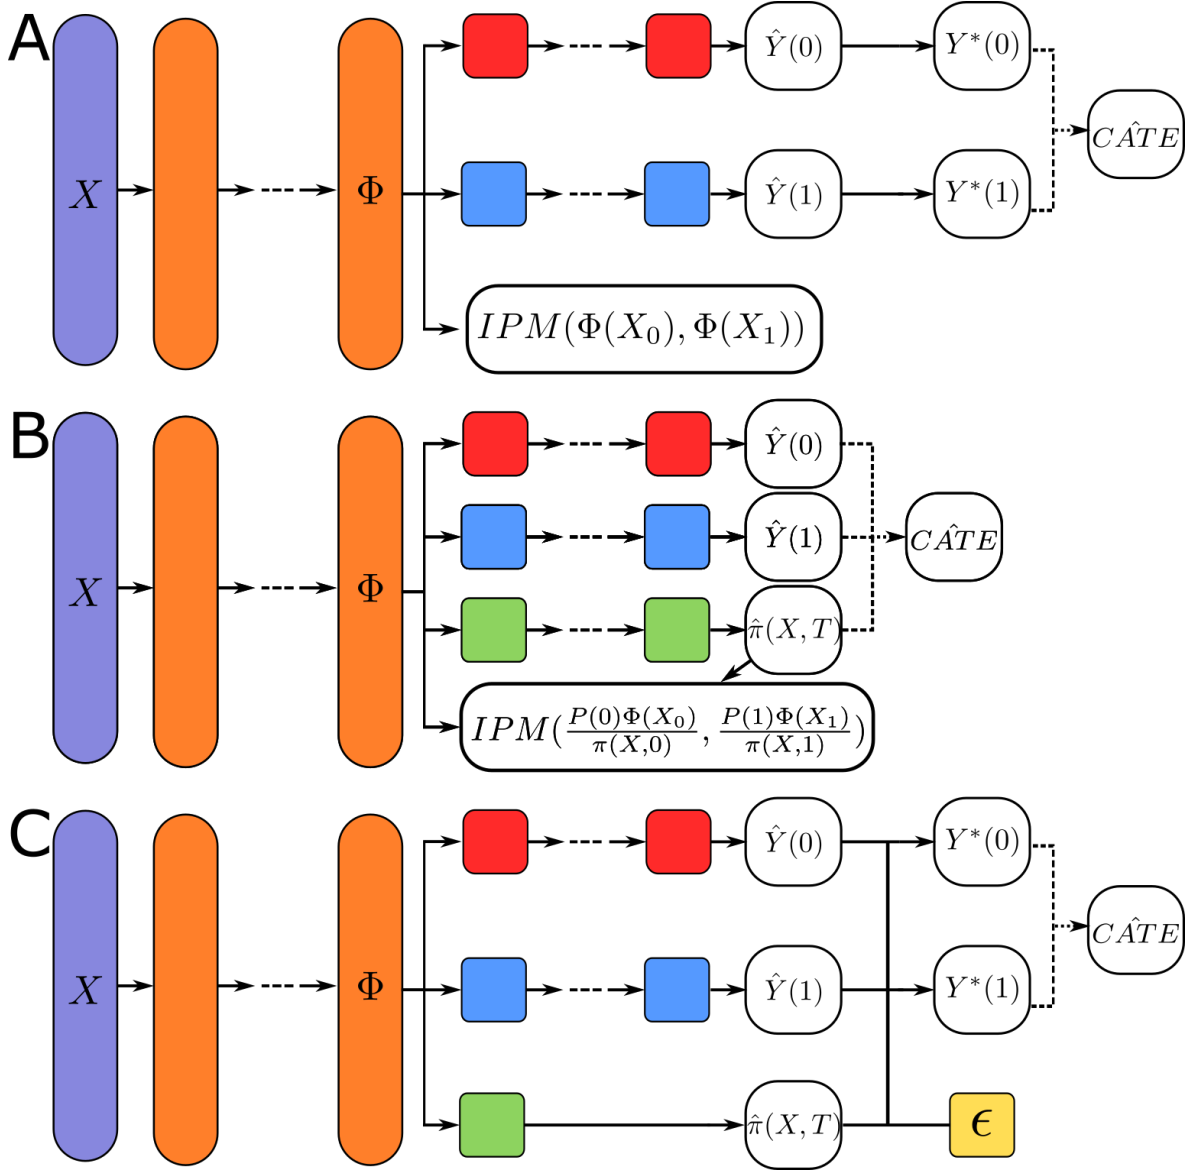 A
X
Φ
Ŷ(0)
Y*(0)
Ŷ(1)
Y*(1)
CÂTE
IPM(Φ(X₀), Φ(X₁))
B
X
Φ
Ŷ(0)
Ŷ(1)
CÂTE
π̂(X, T)
IPM(P(0)Φ(X₀)/π(X,0), P(1)Φ(X₁)/π(X,1))
C
X
Φ
Ŷ(0)
Y*(0)
Ŷ(1)
Y*(1)
CÂTE
π̂(X, T)
ϵ